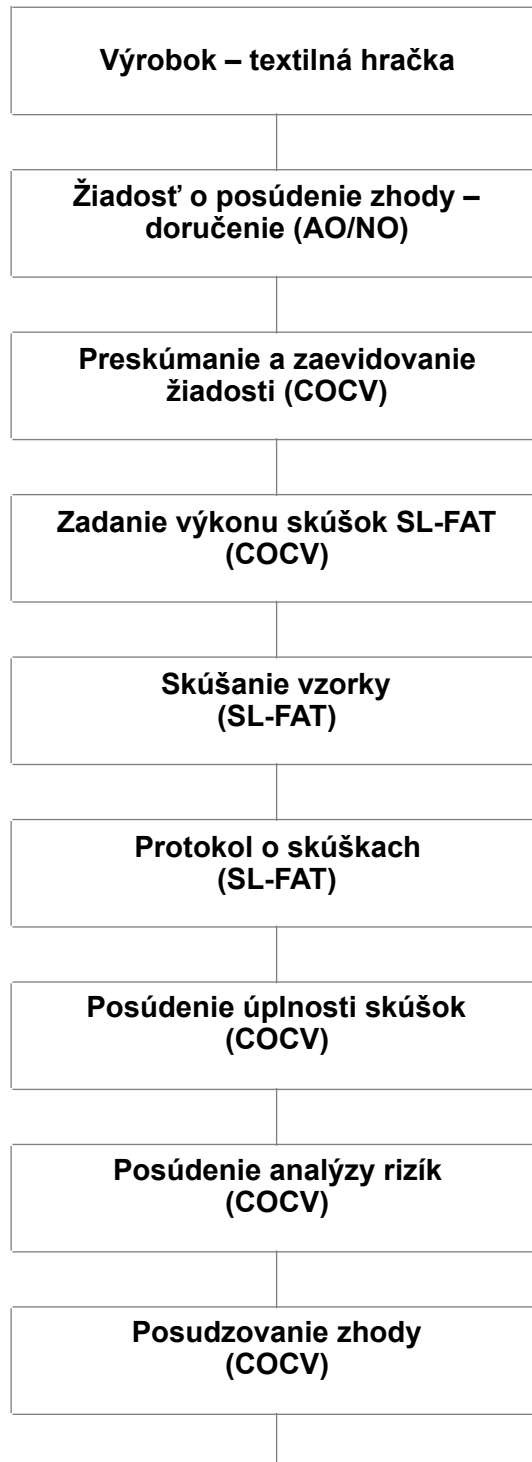 Výrobok – textilná hračka
Žiadosť o posúdenie zhody –
doručenie (AO/NO)
Preskúmanie a zaevidovanie
žiadosti (COCV)
Zadanie výkonu skúšok SL-FAT
(COCV)
Skúšanie vzorky
(SL-FAT)
Protokol o skúškach
(SL-FAT)
Posúdenie úplnosti skúšok
(COCV)
Posúdenie analýzy rizík
(COCV)
Posudzovanie zhody
(COCV)